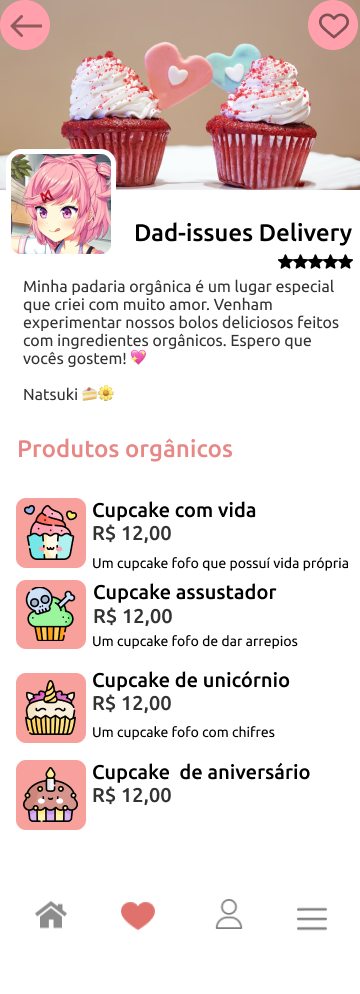 Dad-issues Delivery
Minha padaria orgânica é um lugar especial
que criei com muito amor. Venham
experimentar nossos bolos deliciosos feitos
com ingredientes orgânicos. Espero que
vocês gostem! 💖
Natsuki 🍰🌼
Produtos orgânicos
Cupcake com vida
R$ 12,00
Um cupcake fofo que possuí vida própria
Cupcake assustador
R$ 12,00
Um cupcake fofo de dar arrepios
Cupcake de unicórnio
R$ 12,00
Um cupcake fofo com chifres
Cupcake de aniversário
R$ 12,00